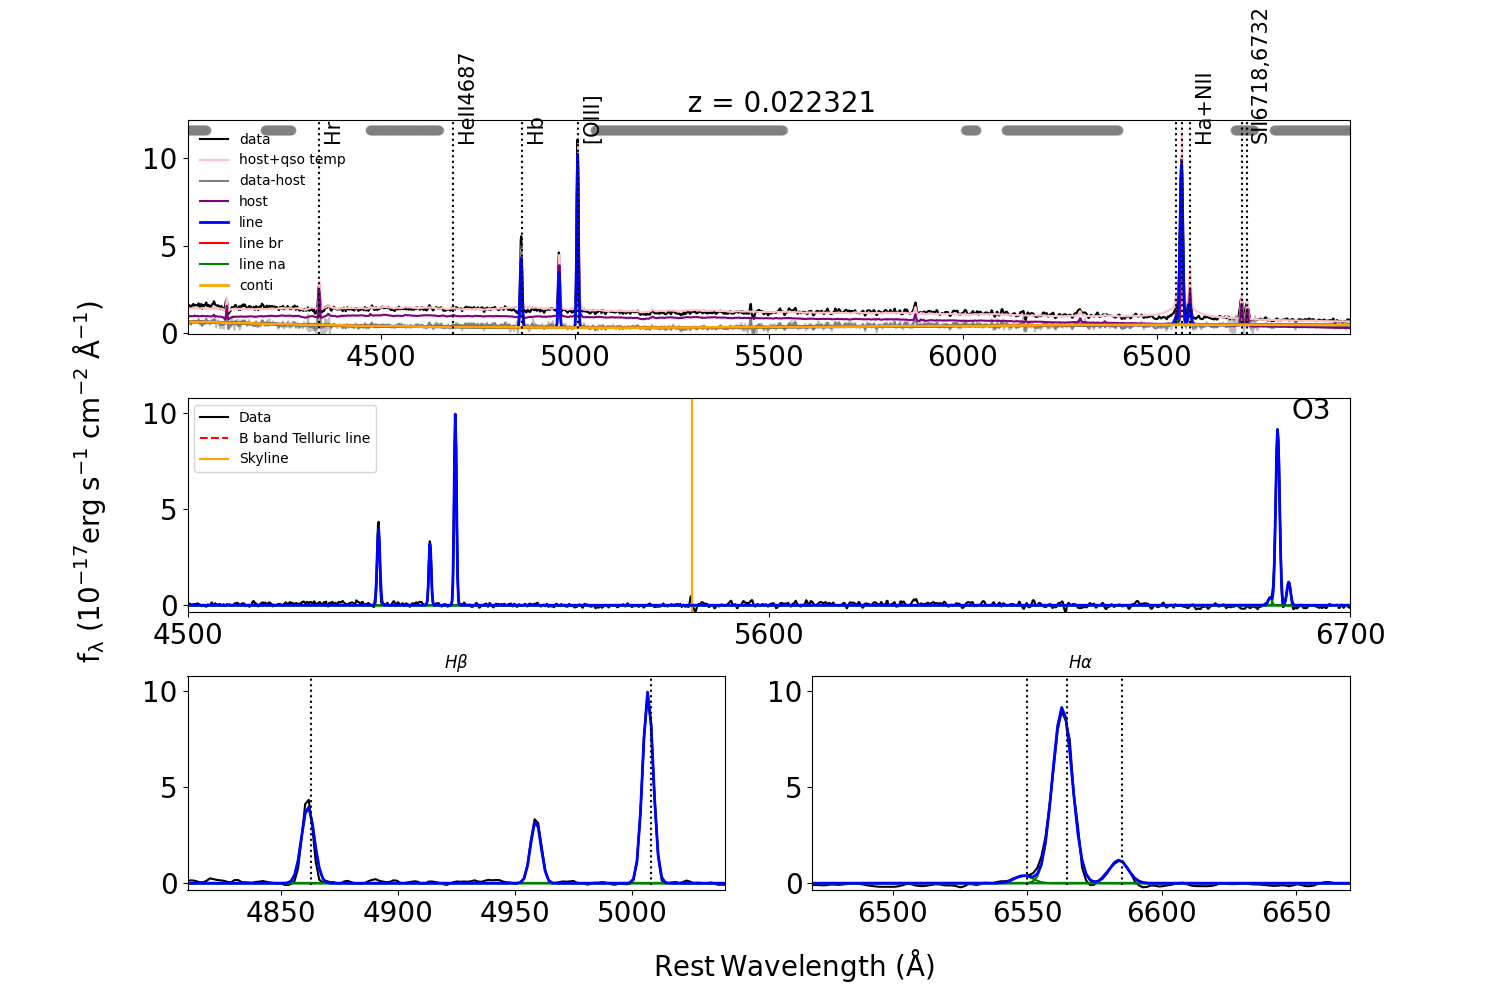 z = 0.022321
Hr
HeII4687
Hb
[OIII]
Ha+NII
SII6718,6732
data
host+qso temp
data-host
host
line
line br
line na
conti
10
5
0
4500
5000
5500
6000
6500
fλ (10⁻¹⁷erg s⁻¹ cm⁻² Å⁻¹)
O3
Data
B band Telluric line
Skyline
10
5
0
4500
5600
6700
Hβ
10
5
0
4850
4900
4950
5000
Hα
10
5
0
6500
6550
6600
6650
Rest Wavelength (Å)